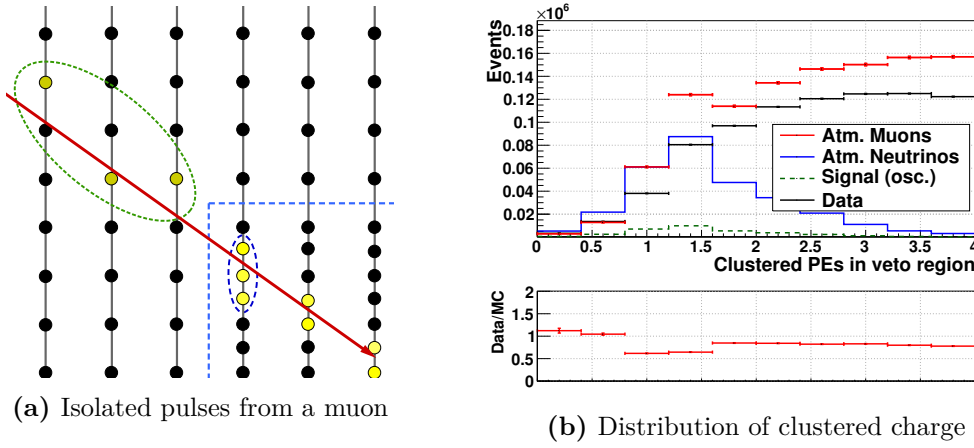 ×10⁶
Events
0.18
0.16
0.14
0.12
0.1
0.08
0.06
0.04
0.02
Atm. Muons
Atm. Neutrinos
Signal (osc.)
Data
0 0.5 1 1.5 2 2.5 3 3.5 4
Clustered PEs in veto region
Data/MC
2
1.5
1
0.5
0
(a) Isolated pulses from a muon
(b) Distribution of clustered charge